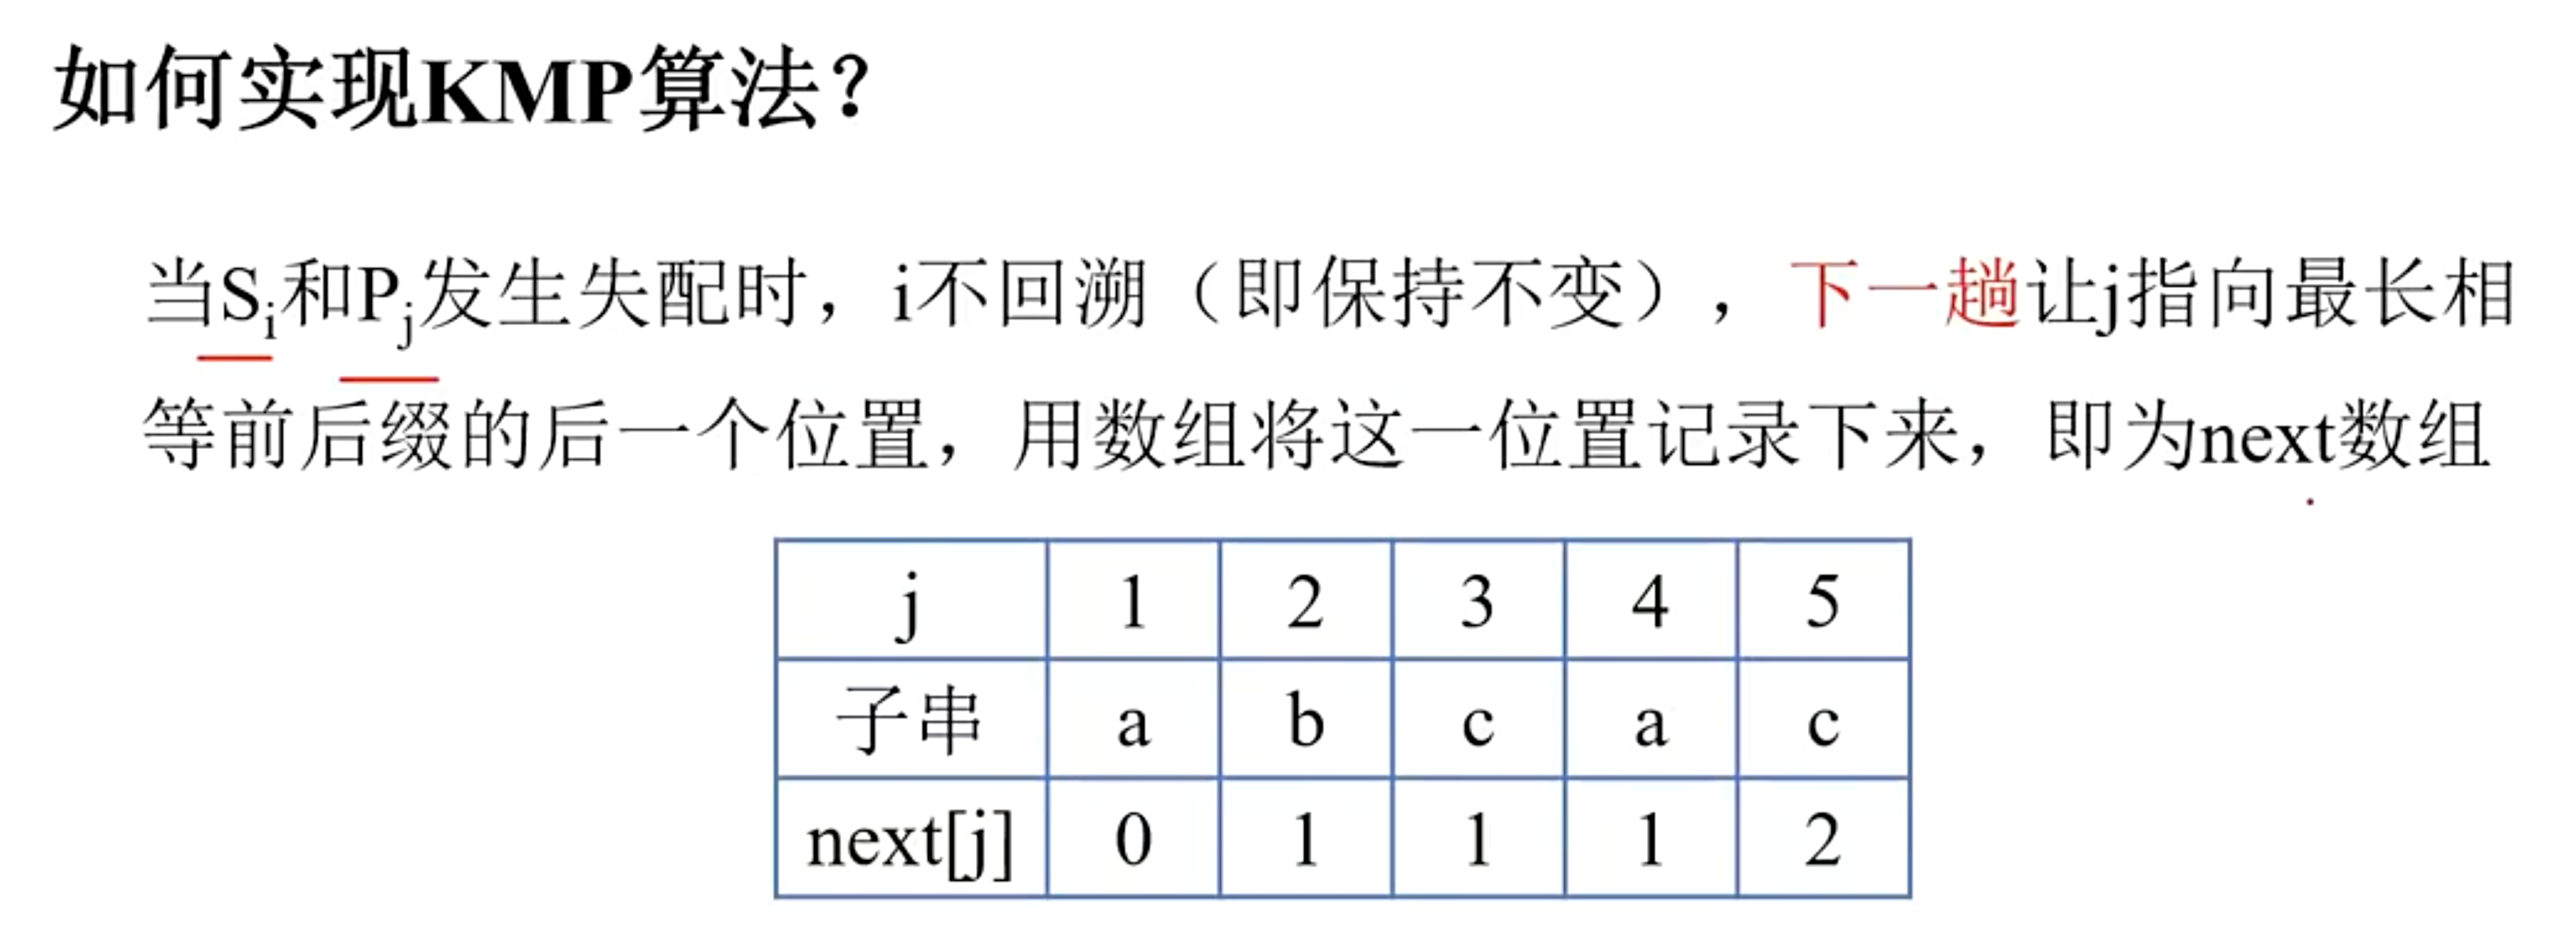 如何实现KMP算法？
当Si和Pj发生失配时，i不回溯（即保持不变），下一趟让j指向最长相
等前后缀的后一个位置，用数组将这一位置记录下来，即为next数组
j 1 2 3 4 5
子串 a b c a c
next[j] 0 1 1 1 2